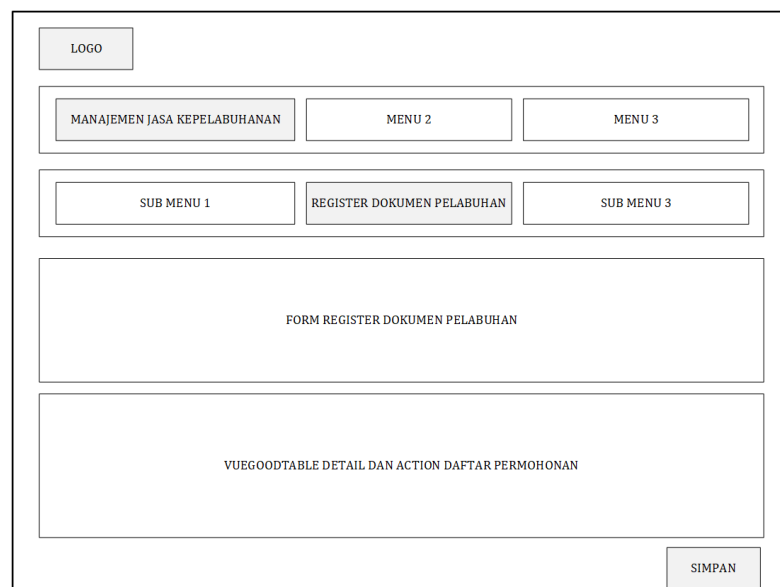 LOGO
MANAJEMEN JASA KEPELABUHANAN
MENU 2
MENU 3
SUB MENU 1
REGISTER DOKUMEN PELABUHAN
SUB MENU 3
FORM REGISTER DOKUMEN PELABUHAN
VUEGOODTABLE DETAIL DAN ACTION DAFTAR PERMOHONAN
SIMPAN